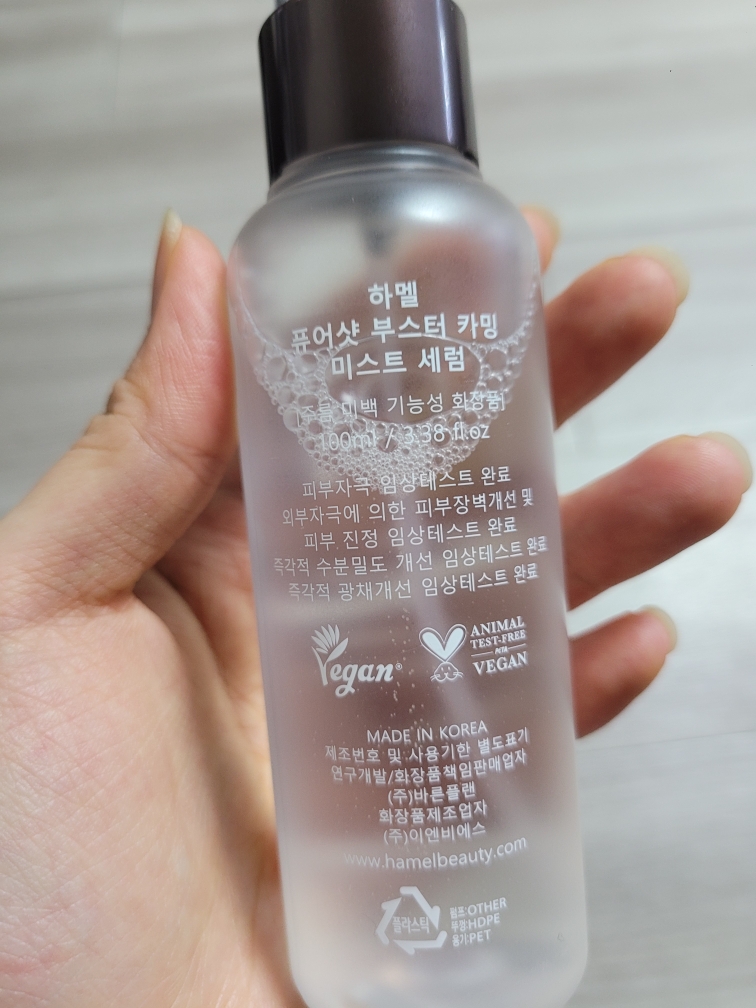 하멜
퓨어샷 부스터 카밍
미스트 세럼
|주름 미백 기능성 화장품|
100ml / 3.38 fl.oz
피부자극 임상테스트 완료
외부자극에 의한 피부장벽개선 및
피부 진정 임상테스트 완료
즉각적 수분밀도 개선 임상테스트 완료
즉각적 광채개선 임상테스트 완료
Vegan®
ANIMAL
TEST-FREE
AND
VEGAN
MADE IN KOREA
제조번호 및 사용기한 별도표기
연구개발/화장품책임판매업자
(주)바른플랜
화장품제조업자
(주)이엔비에스
www.hamelbeauty.com
플라스틱
펌프:OTHER
뚜껑:HDPE
용기:PET